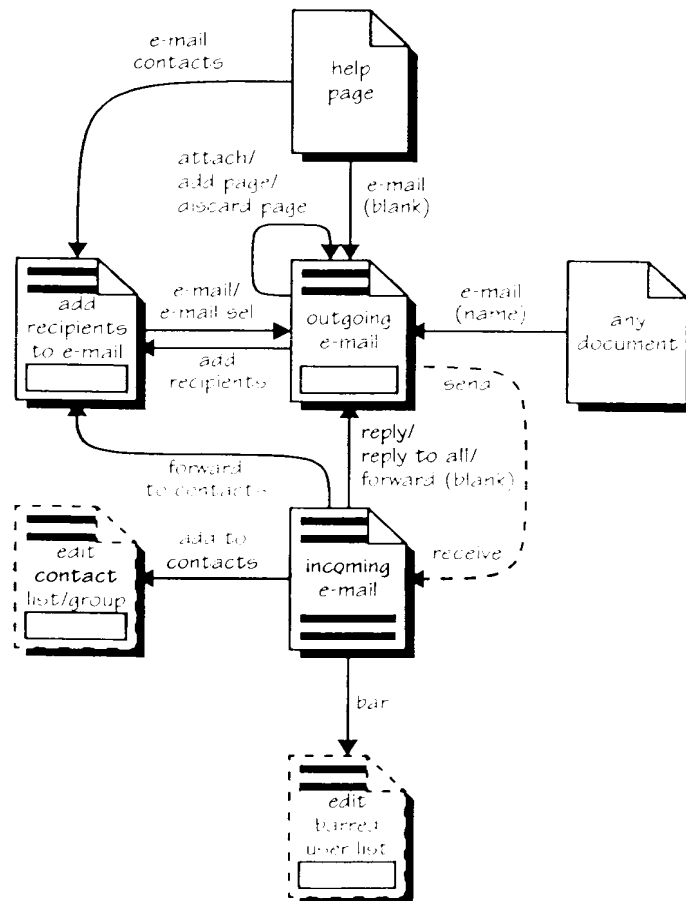 e-mail
contacts
help
page
attach/
add page/
discard page
e-mail
(blank)
add
recipients
to e-mail
e-mail/
e-mail sel
add
recipients
outgoing
e-mail
e-mail
(name)
any
document
send
forward
to contacts
reply/
reply to all/
forward (blank)
edit
contact
list/group
add to
contacts
incoming
e-mail
receive
bar
edit
barred
user list